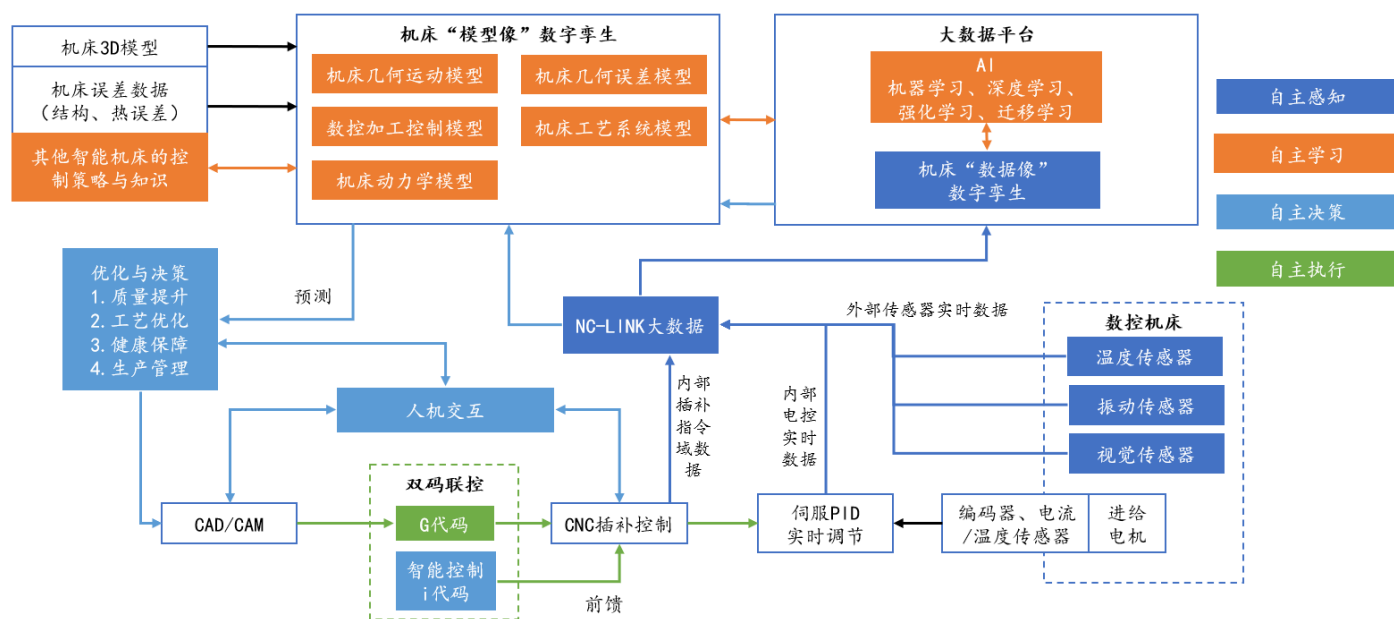 机床3D模型
机床误差数据
（结构、热误差）
其他智能机床的控
制策略与知识
机床“模型像”数字孪生
机床几何运动模型
机床几何误差模型
数控加工控制模型
机床工艺系统模型
机床动力学模型
大数据平台
AI
机器学习、深度学习、
强化学习、迁移学习
机床“数据像”
数字孪生
自主感知
自主学习
自主决策
自主执行
优化与决策
1.质量提升
2.工艺优化
3.健康保障
4.生产管理
预测
NC-LINK大数据
外部传感器实时数据
数控机床
温度传感器
振动传感器
视觉传感器
人机交互
内部
插补
指令
域数
据
内部
电控
实时
数据
双码联控
CAD/CAM
G代码
智能控制
i代码
CNC插补控制
前馈
伺服PID
实时调节
编码器、电流
/温度传感器
进给
电机